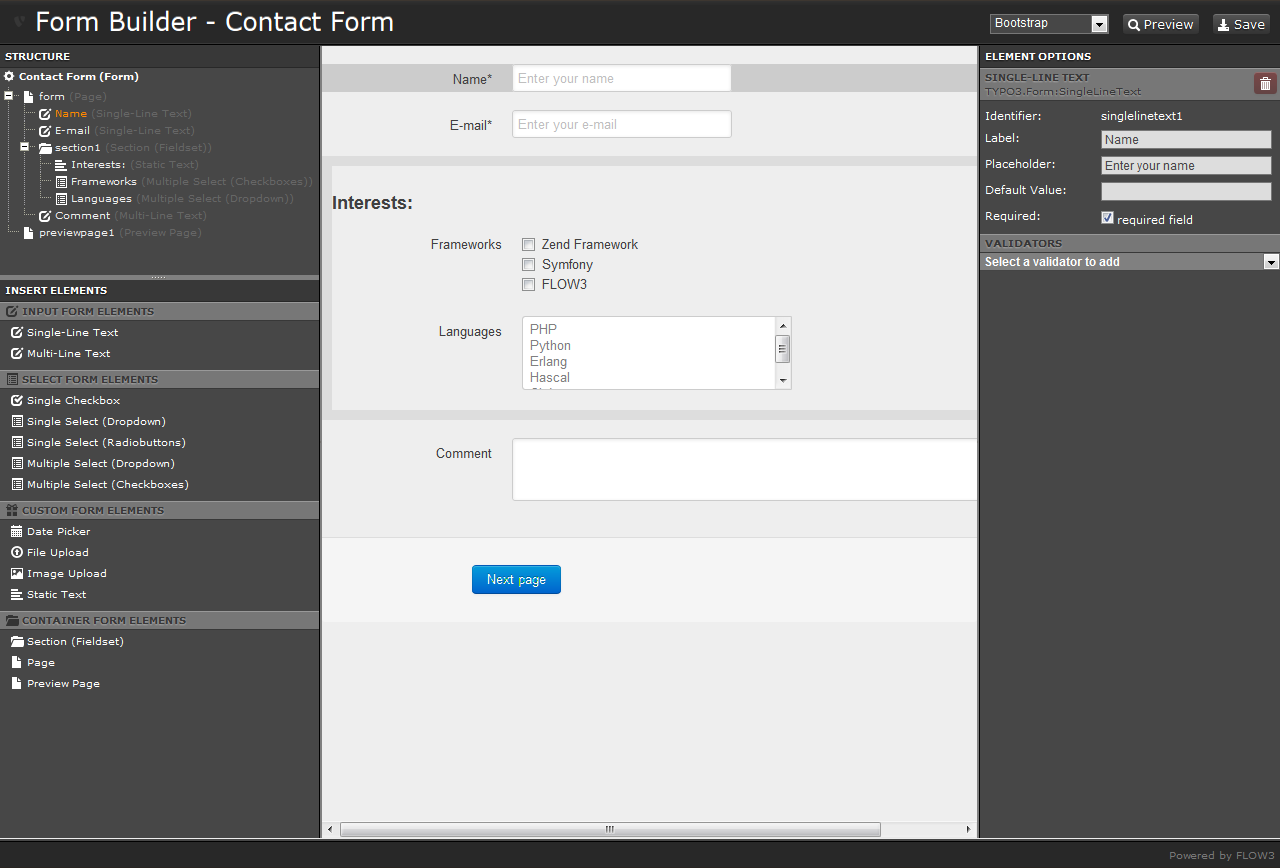 Form Builder - Contact Form
Bootstrap
Preview
Save
STRUCTURE
Contact Form (Form)
form (Page)
Name (Single-Line Text)
E-mail (Single-Line Text)
section1 (Section (Fieldset))
Interests: (Static Text)
Frameworks (Multiple Select (Checkboxes))
Languages (Multiple Select (Dropdown))
Comment (Multi-Line Text)
previewpage1 (Preview Page)
INSERT ELEMENTS
INPUT FORM ELEMENTS
Single-Line Text
Multi-Line Text
SELECT FORM ELEMENTS
Single Checkbox
Single Select (Dropdown)
Single Select (Radiobuttons)
Multiple Select (Dropdown)
Multiple Select (Checkboxes)
CUSTOM FORM ELEMENTS
Date Picker
File Upload
Image Upload
Static Text
CONTAINER FORM ELEMENTS
Section (Fieldset)
Page
Preview Page
Name* Enter your name
E-mail* Enter your e-mail
Interests:
Frameworks Zend Framework
Symfony
FLOW3
Languages PHP
Python
Erlang
Hascal
Comment
Next page
ELEMENT OPTIONS
SINGLE-LINE TEXT
TYPO3.Form:SingleLineText
Identifier: singlelinetext1
Label: Name
Placeholder: Enter your name
Default Value:
Required: required field
VALIDATORS
Select a validator to add
Powered by FLOW3